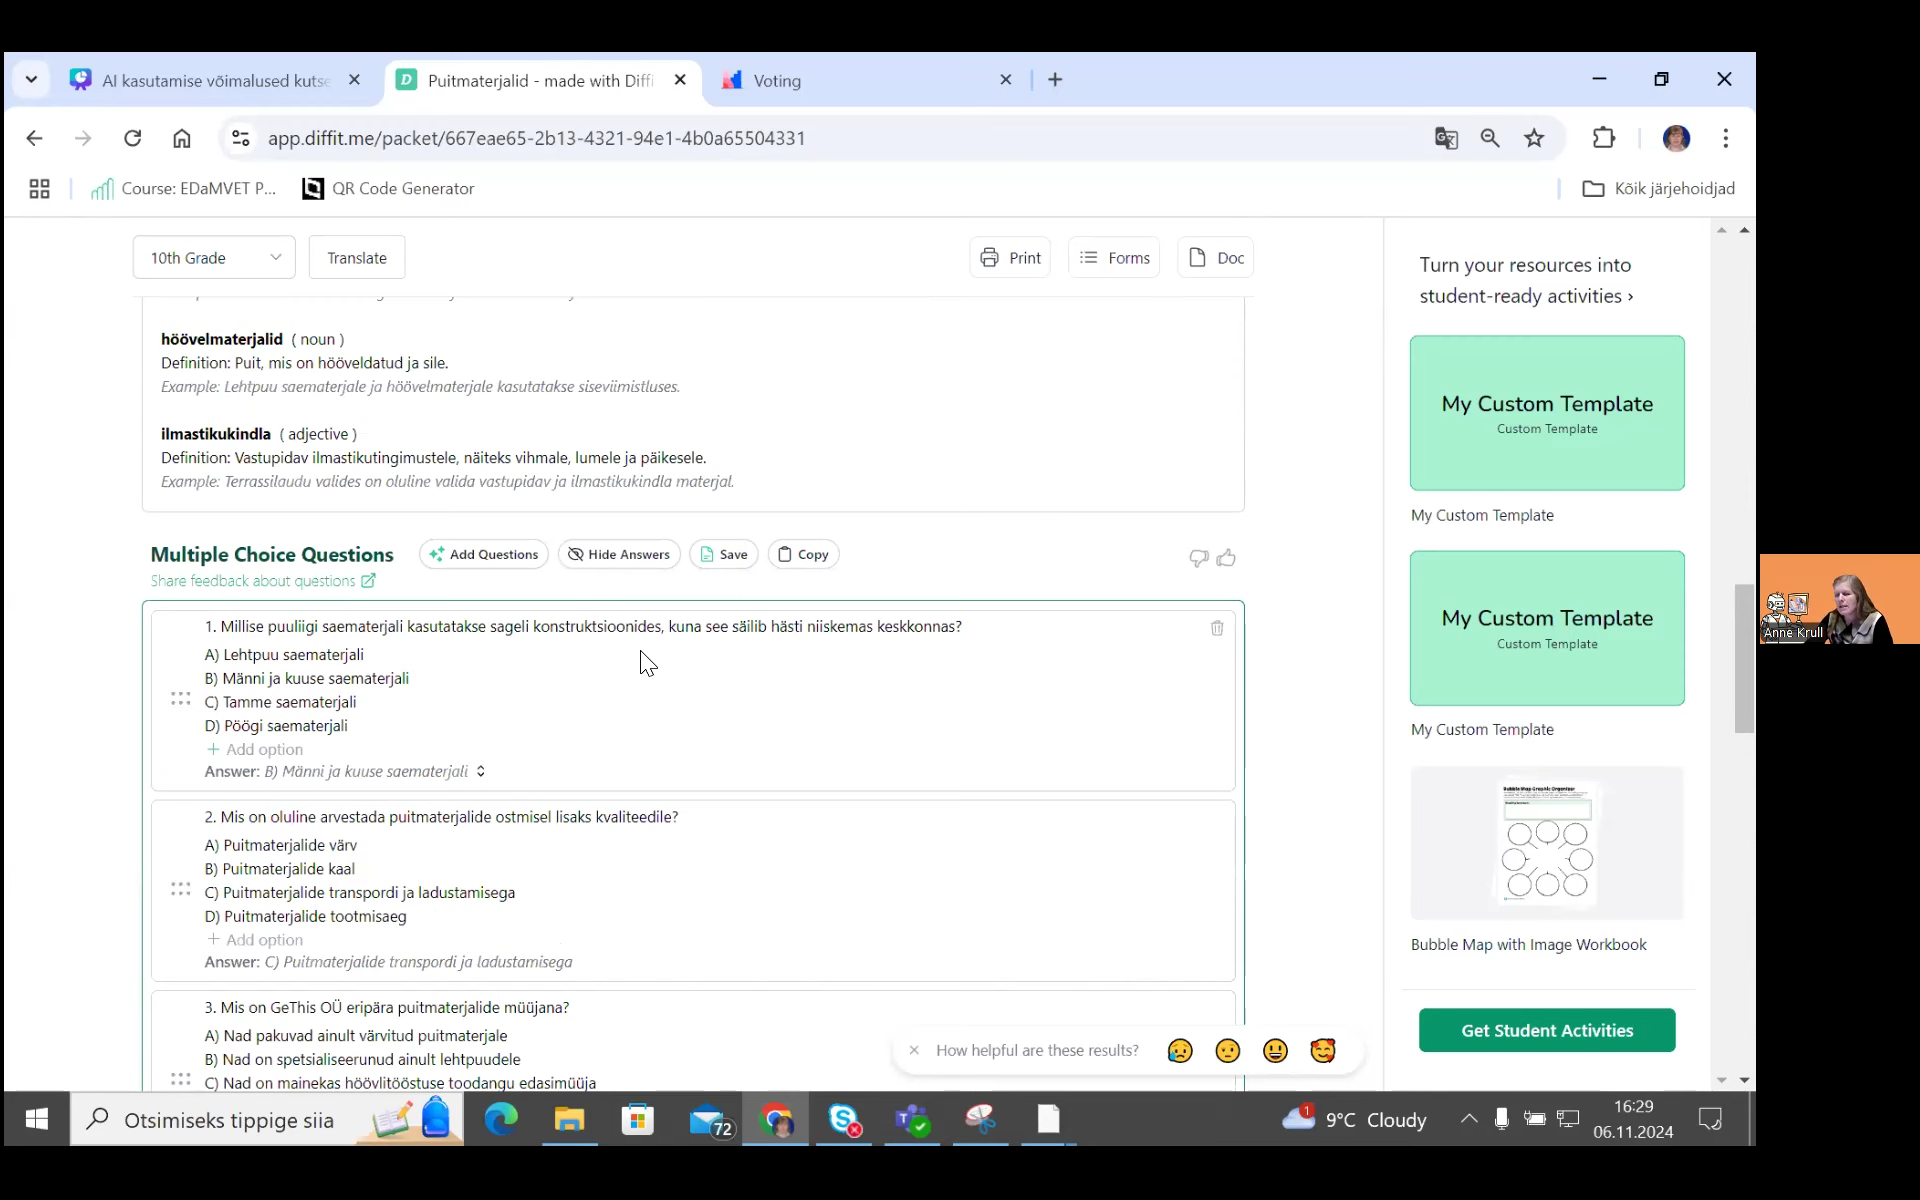 AI kasutamise võimalused kutse
Puitmaterjalid - made with Diffi
Voting
app.diffit.me/packet/667eae65-2b13-4321-94e1-4b0a65504331
Course: EDaMVET P...
QR Code Generator
Kõik järjehoidjad
10th Grade
Translate
Print
Forms
Doc
höövelmaterjalid ( noun )
Definition: Puit, mis on hööveldatud ja sile.
Example: Lehtpuu saematerjale ja höövelmaterjale kasutatakse siseviimistluses.
ilmastikukindla ( adjective )
Definition: Vastupidav ilmastikutingimustele, näiteks vihmale, lumele ja päikesele.
Example: Terrassilaudu valides on oluline valida vastupidav ja ilmastikukindla materjal.
Multiple Choice Questions
Add Questions
Hide Answers
Save
Copy
Share feedback about questions
1. Millise puuliigi saematerjali kasutatakse sageli konstruktsioonides, kuna see säilib hästi niiskemas keskkonnas?
A) Lehtpuu saematerjali
B) Männi ja kuuse saematerjali
C) Tamme saematerjali
D) Pöögi saematerjali
+ Add option
Answer: B) Männi ja kuuse saematerjali
2. Mis on oluline arvestada puitmaterjalide ostmisel lisaks kvaliteedile?
A) Puitmaterjalide värv
B) Puitmaterjalide kaal
C) Puitmaterjalide transpordi ja ladustamisega
D) Puitmaterjalide tootmisaeg
+ Add option
Answer: C) Puitmaterjalide transpordi ja ladustamisega
3. Mis on GeThis OÜ eripära puitmaterjalide müüjana?
A) Nad pakuvad ainult värvitud puitmaterjale
B) Nad on spetsialiseerunud ainult lehtpuudele
C) Nad on mainekas höövlitööstuse toodangu edasimüüja
How helpful are these results?
Turn your resources into
student-ready activities ›
My Custom Template
Custom Template
My Custom Template
My Custom Template
Custom Template
My Custom Template
Bubble Map Graphic Organizer
Bubble Map with Image Workbook
Get Student Activities
Anne Krull
Otsimiseks tippige siia
72
1
9°C Cloudy
16:29
06.11.2024